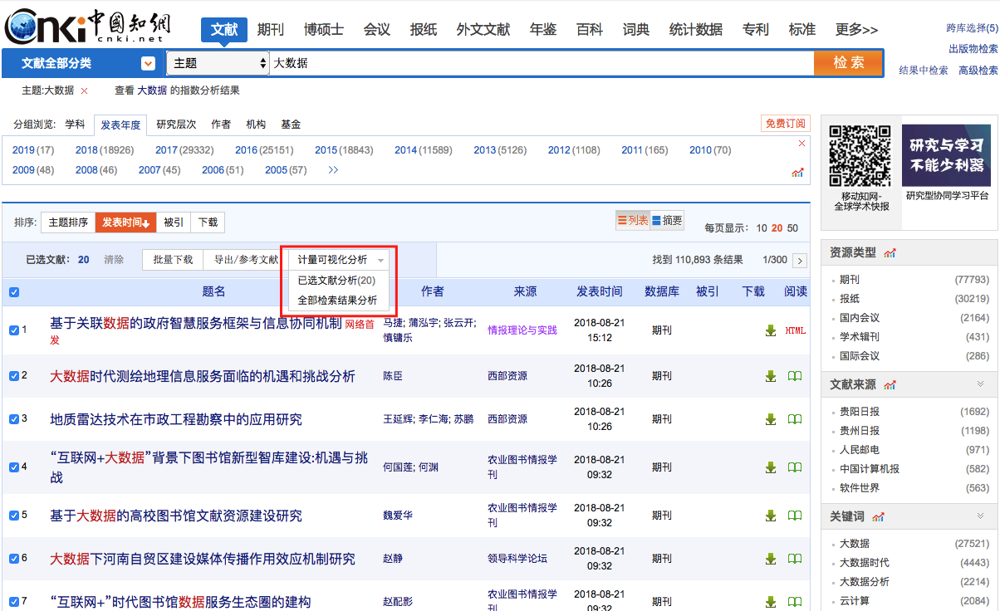 Cnki 中國知網
cnki.net
文献 期刊 博硕士 会议 报纸 外文文献 年鉴 百科 词典 统计数据 专利 标准 更多>>
跨库选择(5)
出版物检索
文献全部分类 主题 大数据 检索
结果中检索 高级检索
主题:大数据 × 查看 大数据 的指数分析结果
分组浏览: 学科 发表年度 研究层次 作者 机构 基金 免费订阅
2019(17) 2018(18926) 2017(29332) 2016(25151) 2015(18843) 2014(11589) 2013(5126) 2012(1108) 2011(165) 2010(70) ×
2009(48) 2008(46) 2007(45) 2006(51) 2005(57) >>
排序: 主题排序 发表时间 被引 下载 列表 摘要 每页显示: 10 20 50
已选文献: 20 清除 批量下载 导出/参考文献 计量可视化分析 找到 110,893 条结果 1/300 >
已选文献分析(20)
全部检索结果分析
题名 作者 来源 发表时间 数据库 被引 下载 阅读
1 基于关联数据的政府智慧服务框架与信息协同机制 网络首发 马捷; 蒲泓宇; 张云开; 慎镛乐 情报理论与实践 2018-08-21 15:12 期刊 HTML
2 大数据时代测绘地理信息服务面临的机遇和挑战分析 陈臣 西部资源 2018-08-21 10:26 期刊
3 地质雷达技术在市政工程勘察中的应用研究 王延辉; 李仁海; 苏鹏 西部资源 2018-08-21 10:26 期刊
4 “互联网+大数据”背景下图书馆新型智库建设:机遇与挑战 何国莲; 何渊 农业图书情报学刊 2018-08-21 09:32 期刊
5 基于大数据的高校图书馆文献资源建设研究 魏爱华 农业图书情报学刊 2018-08-21 09:32 期刊
6 大数据下河南自贸区建设媒体传播作用效应机制研究 赵静 领导科学论坛 2018-08-21 09:32 期刊
7 “互联网+”时代图书馆数据服务生态圈的建构 赵配影 农业图书情报学刊 2018-08-21 09:32 期刊
研究与学习
不能少利器
移动知网-
全球学术快报
研究型协同学习平台
资源类型
期刊 (77793)
报纸 (30219)
国内会议 (2164)
学术辑刊 (431)
国际会议 (286)
文献来源
贵阳日报 (1692)
贵州日报 (1198)
人民邮电 (971)
中国计算机报 (582)
软件世界 (563)
关键词
大数据 (27521)
大数据时代 (4443)
大数据分析 (2214)
云计算 (2084)